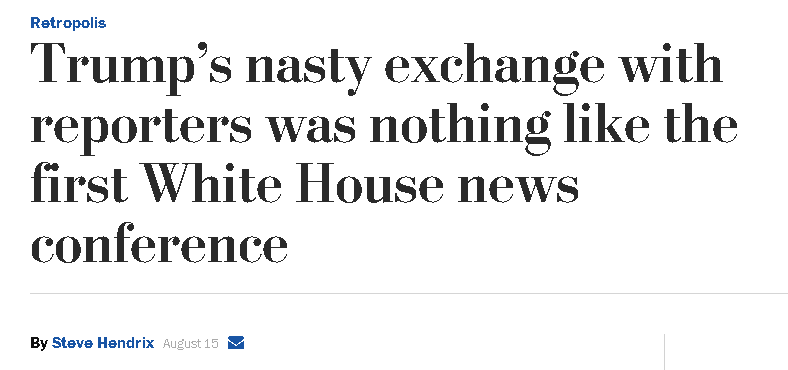 Retropolis
Trump’s nasty exchange with
reporters was nothing like the
first White House news
conference
By Steve Hendrix August 15